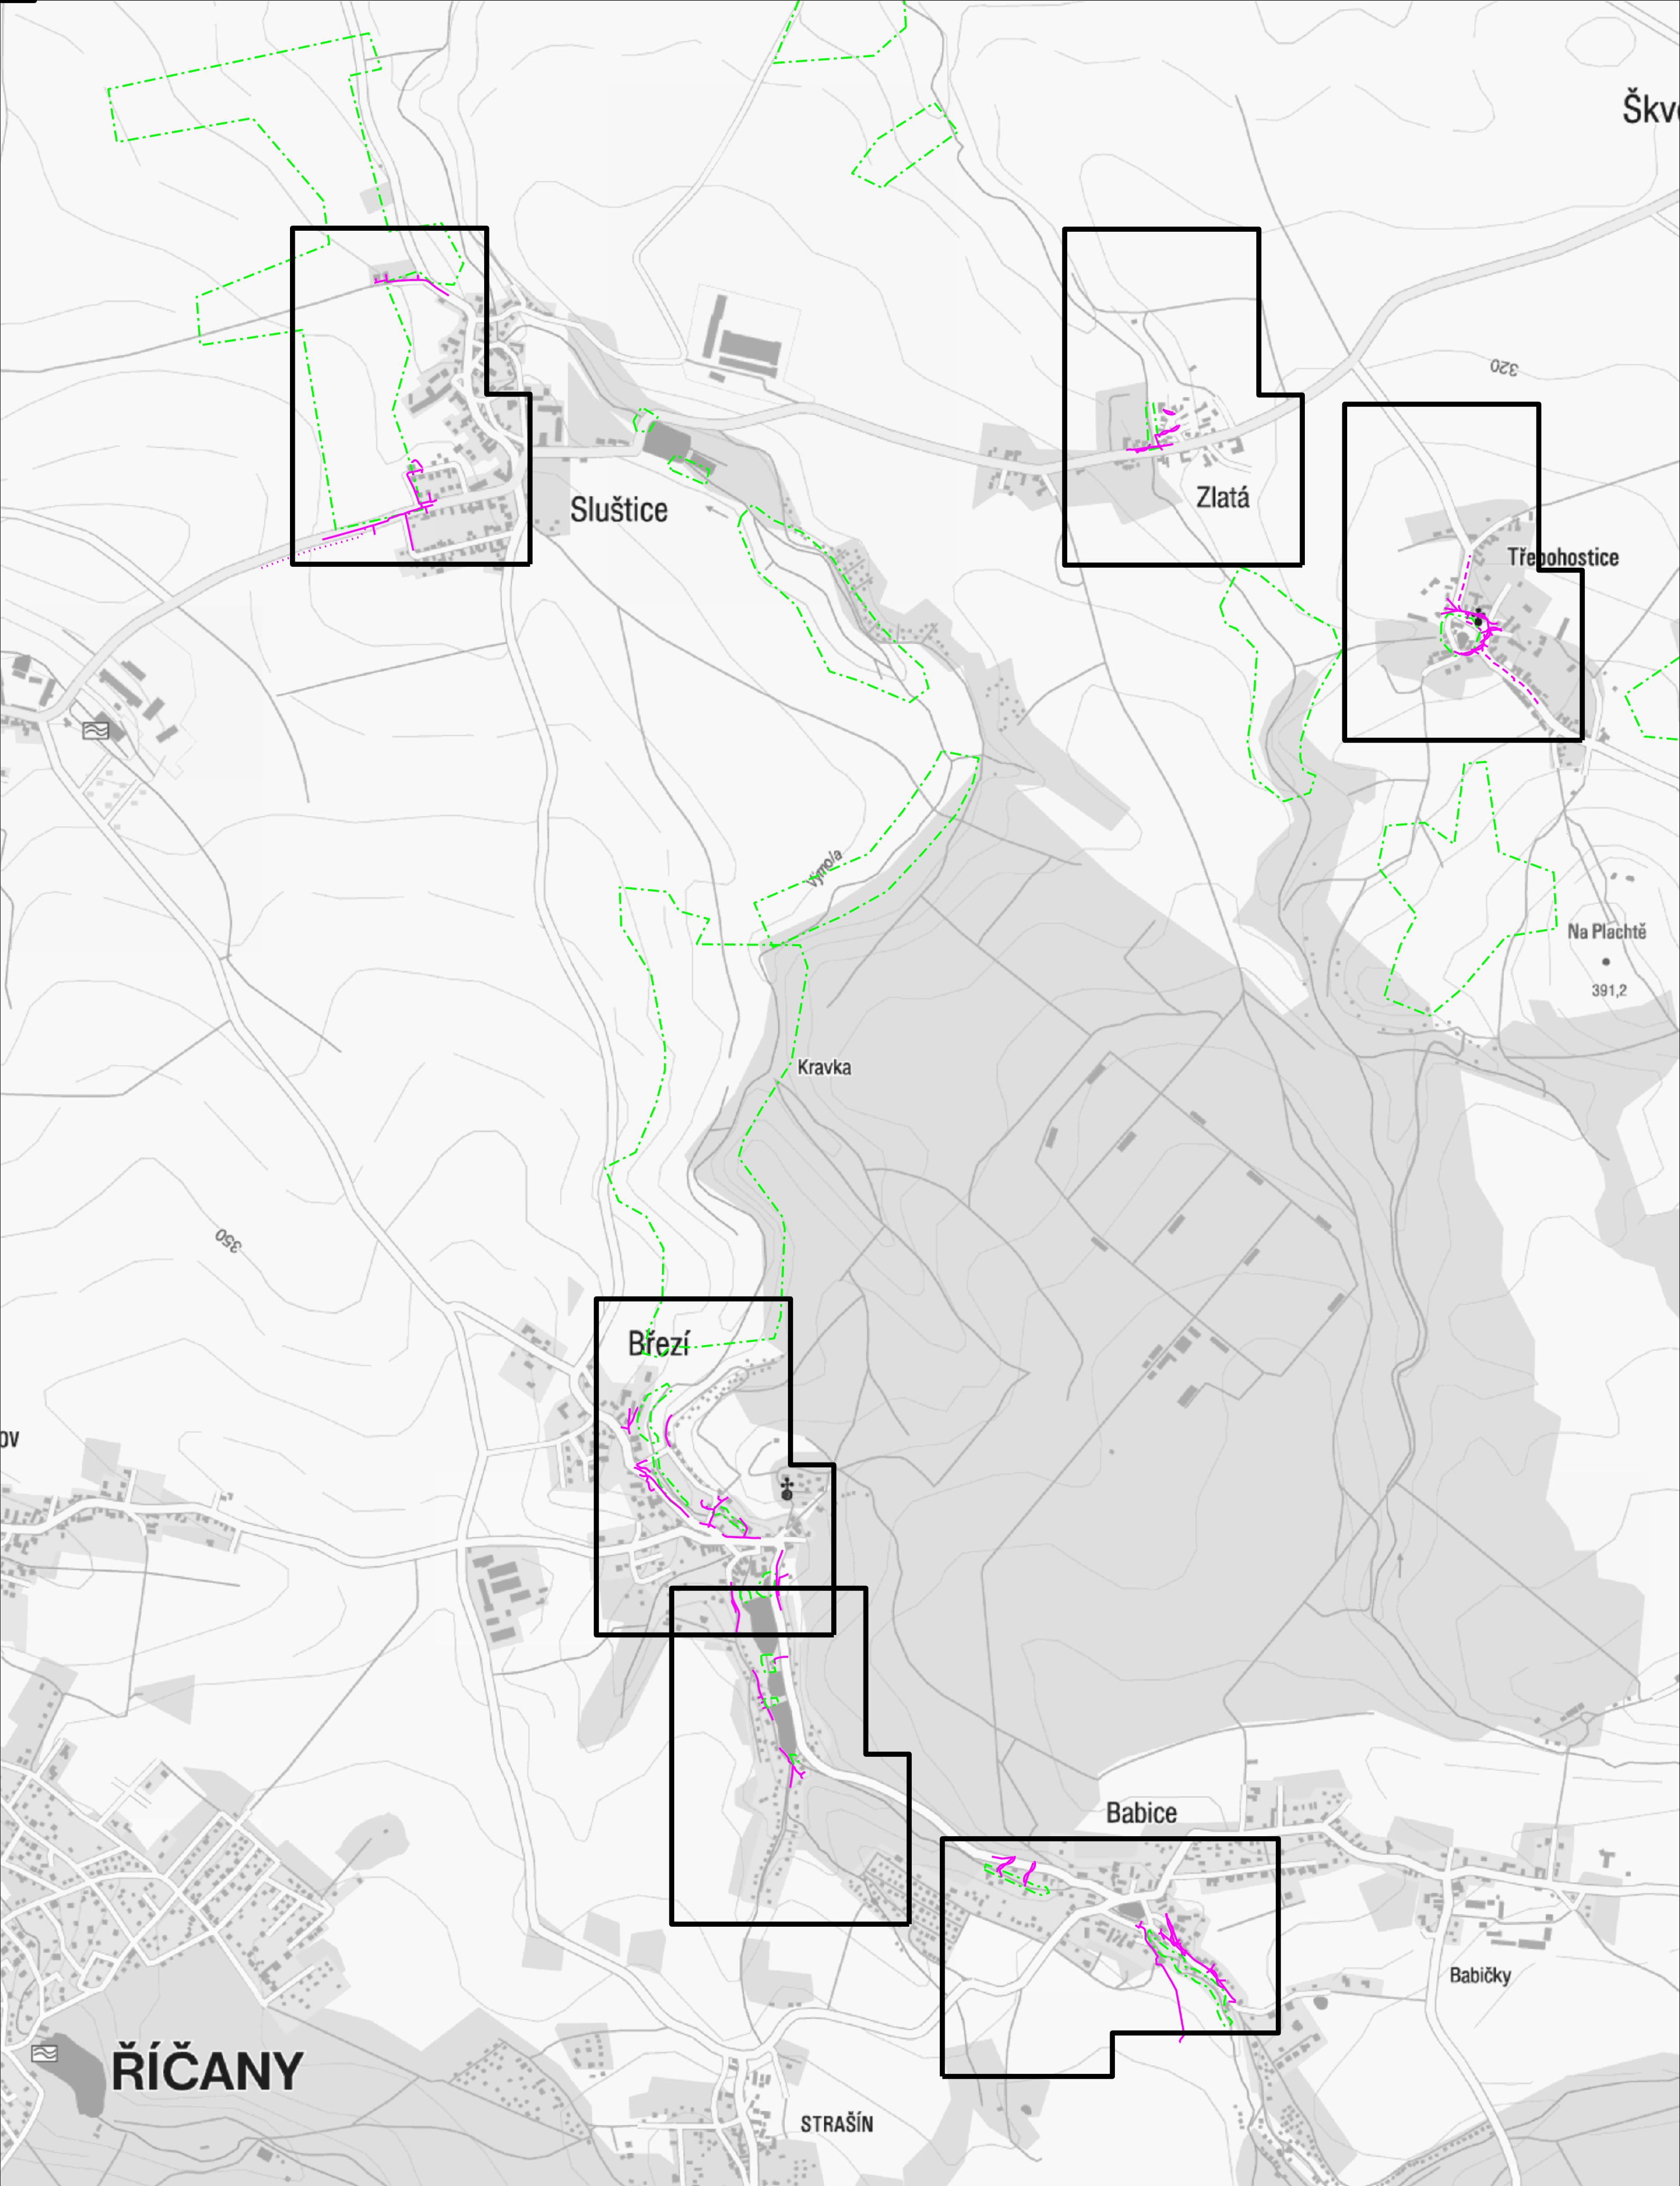 Škv
320
Sluštice
Zlatá
Třebohostice
Výmola
Na Plachtě
391,2
Kravka
350
Březí
ov
Babice
Babičky
ŘÍČANY
STRAŠÍN